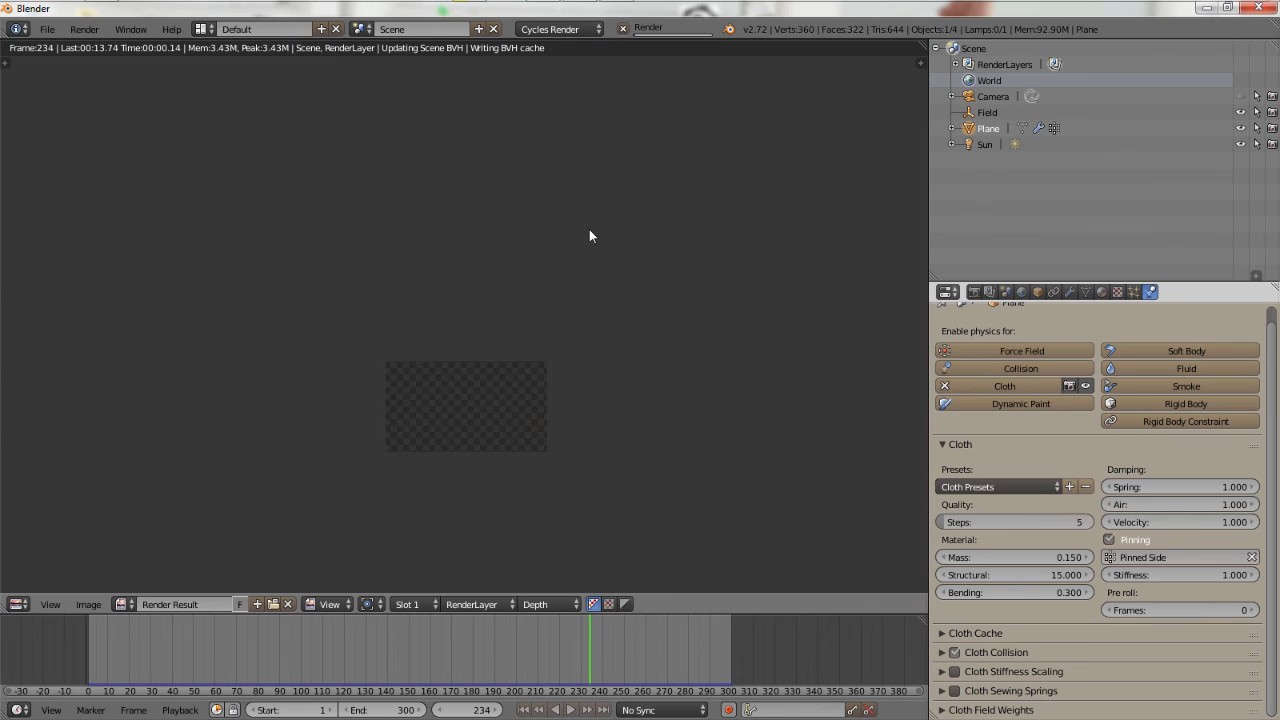 Blender
File Render Window Help Default Scene Cycles Render Render v2.72 | Verts:360 | Faces:322 | Tris:644 | Objects:1/4 | Lamps:0/1 | Mem:92.90M | Plane
Frame:234 | Last:00:13.74 Time:00:00.14 | Mem:3.43M, Peak:3.43M | Scene, RenderLayer | Updating Scene BVH | Writing BVH cache
Scene
RenderLayers
World
Camera
Field
Plane
Sun
Plane
Enable physics for:
Force Field Soft Body
Collision Fluid
Cloth Smoke
Dynamic Paint Rigid Body
Rigid Body Constraint
Cloth
Presets: Damping:
Cloth Presets Spring: 1.000
Quality: Air: 1.000
Steps: 5 Velocity: 1.000
Material: Pinning
Mass: 0.150 Pinned Side
Structural: 15.000 Stiffness: 1.000
Bending: 0.300 Pre roll:
Frames: 0
Cloth Cache
Cloth Collision
Cloth Stiffness Scaling
Cloth Sewing Springs
Cloth Field Weights
View Image Render Result F View Slot 1 RenderLayer Depth
-30 -20 -10 0 10 20 30 40 50 60 70 80 90 100 110 120 130 140 150 160 170 180 190 200 210 220 230 240 250 260 270 280 290 300 310 320 330 340 350 360 370 380
View Marker Frame Playback Start: 1 End: 300 234 No Sync